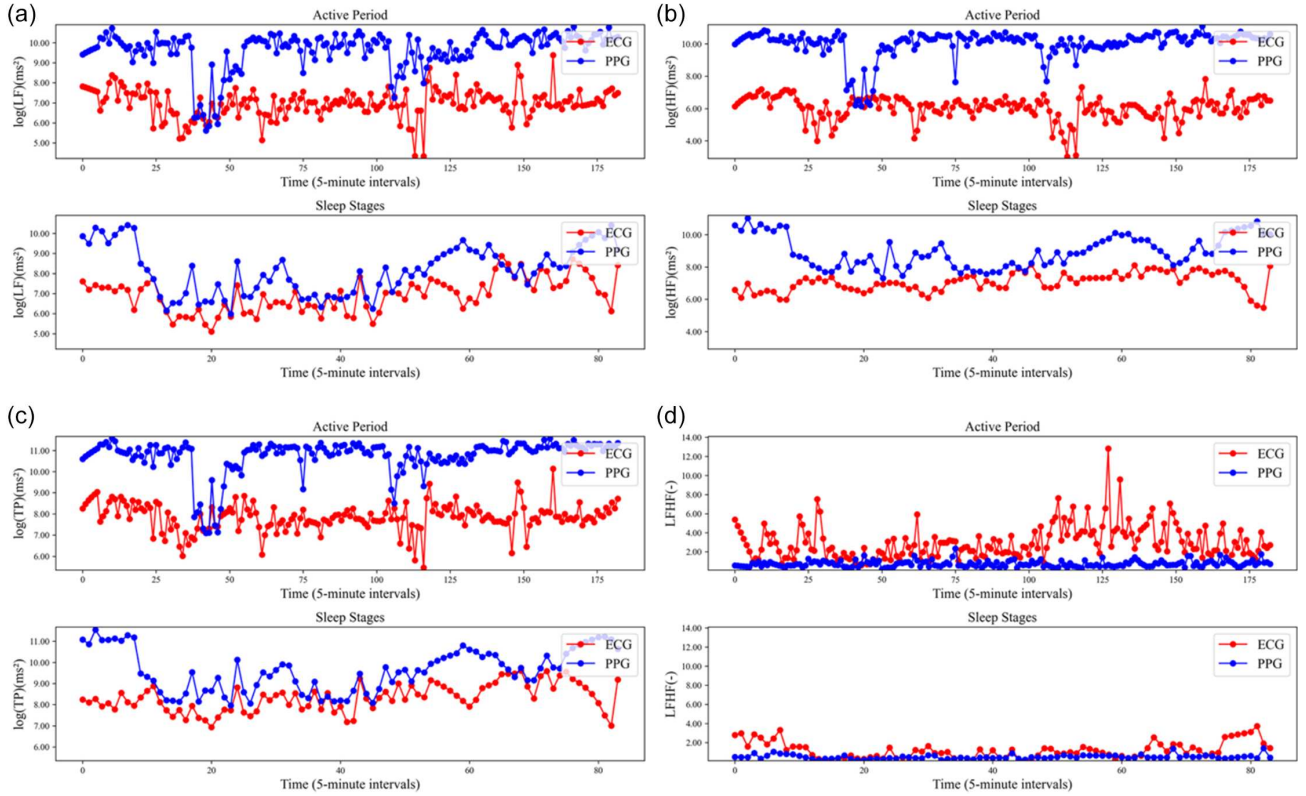 (a)
Active Period
log(LF)(ms²)
10.00
9.00
8.00
7.00
6.00
5.00
ECG
PPG
0 25 50 75 100 125 150 175
Time (5-minute intervals)
Sleep Stages
log(LF)(ms²)
10.00
9.00
8.00
7.00
6.00
5.00
ECG
PPG
0 20 40 60 80
Time (5-minute intervals)
(b)
Active Period
log(HF)(ms²)
10.00
8.00
6.00
4.00
ECG
PPG
0 25 50 75 100 125 150 175
Time (5-minute intervals)
Sleep Stages
log(HF)(ms²)
10.00
8.00
6.00
4.00
ECG
PPG
0 20 40 60 80
Time (5-minute intervals)
(c)
Active Period
log(TP)(ms²)
11.00
10.00
9.00
8.00
7.00
6.00
ECG
PPG
0 25 50 75 100 125 150 175
Time (5-minute intervals)
Sleep Stages
log(TP)(ms²)
11.00
10.00
9.00
8.00
7.00
6.00
ECG
PPG
0 20 40 60 80
Time (5-minute intervals)
(d)
Active Period
LFHF(-)
14.00
12.00
10.00
8.00
6.00
4.00
2.00
ECG
PPG
0 25 50 75 100 125 150 175
Time (5-minute intervals)
Sleep Stages
LFHF(-)
14.00
12.00
10.00
8.00
6.00
4.00
2.00
ECG
PPG
0 20 40 60 80
Time (5-minute intervals)